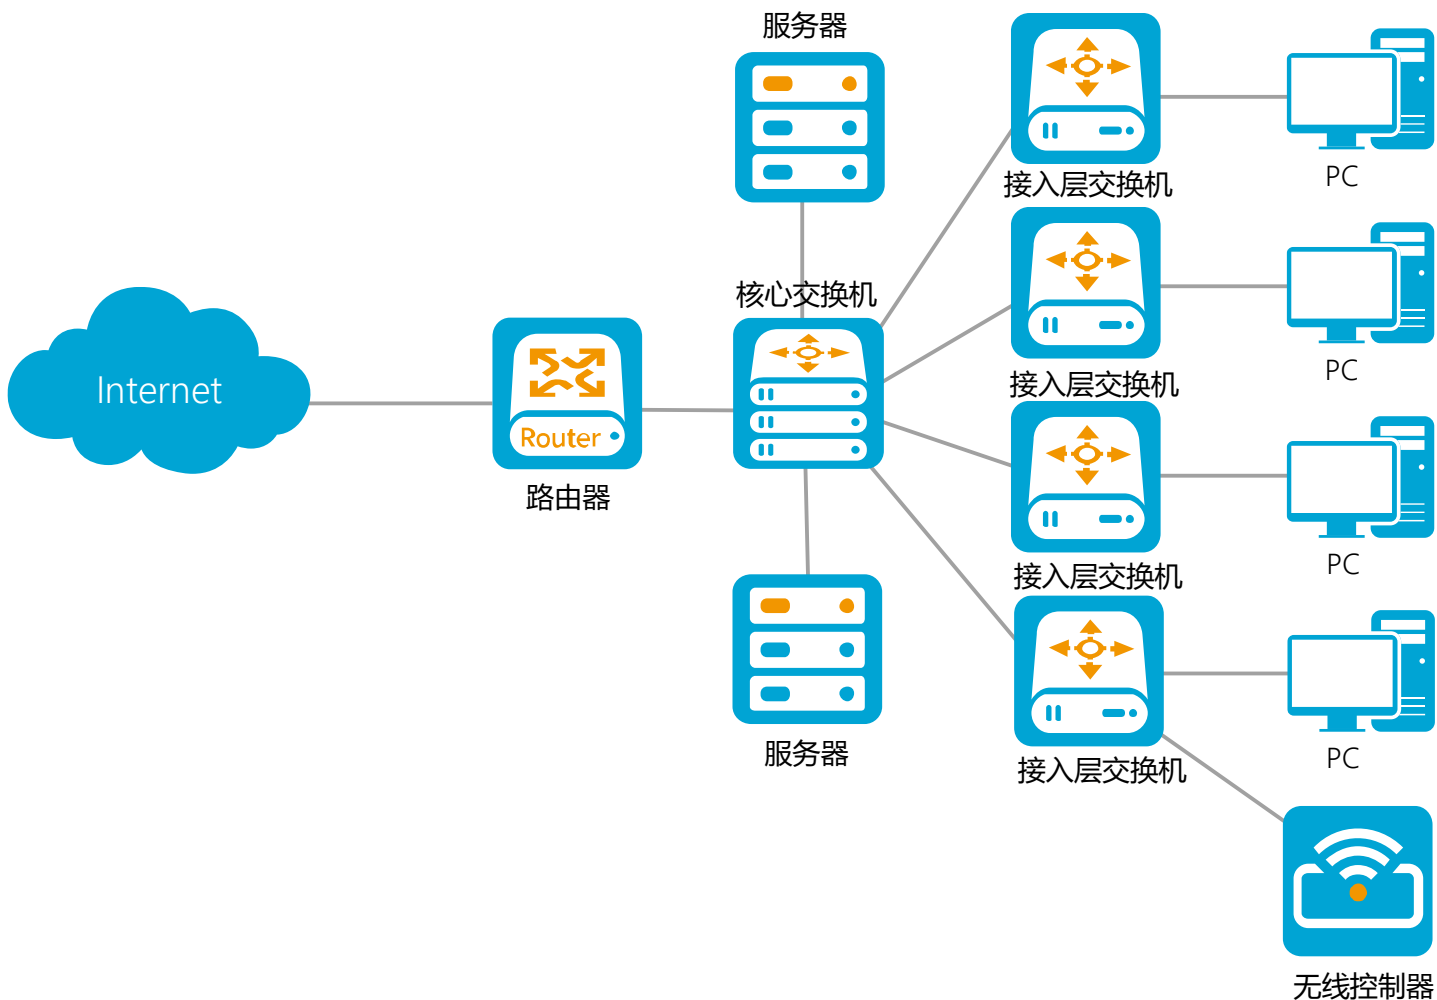 服务器
接入层交换机
PC
核心交换机
接入层交换机
PC
Internet
Router
路由器
接入层交换机
PC
服务器
接入层交换机
PC
无线控制器